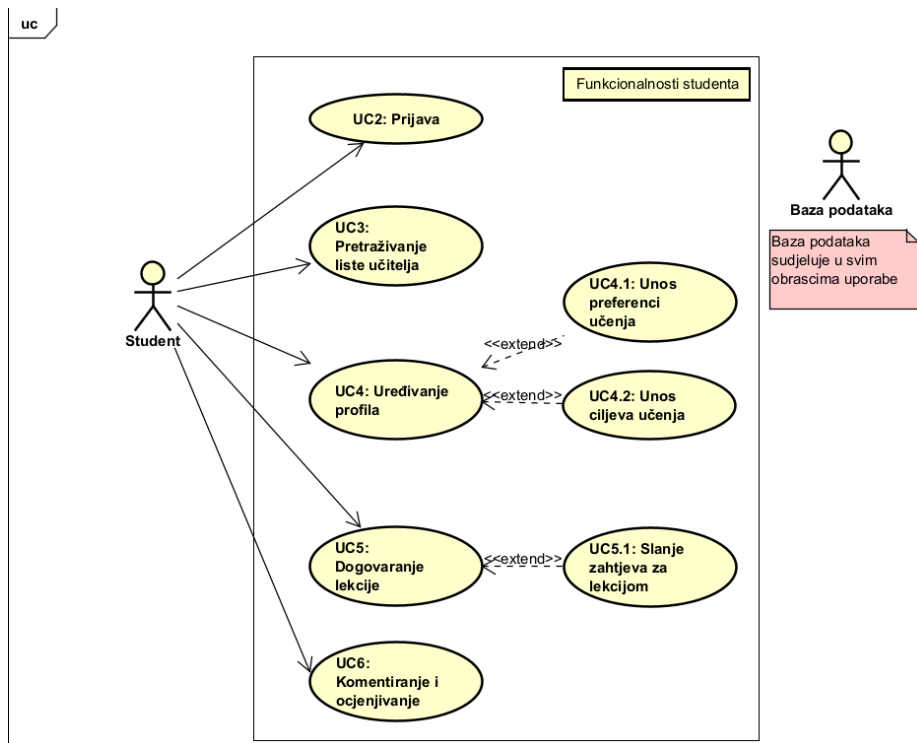 uc
Funkcionalnosti studenta
UC2: Prijava
Baza podataka
UC3:
Pretraživanje
liste učitelja
Baza podataka
sudjeluje u svim
obrascima uporabe
UC4.1: Unos
preferenci
učenja
Student
<<extend>>
UC4: Uređivanje
profila
<<extend>>
UC4.2: Unos
ciljeva učenja
UC5:
Dogovaranje
lekcije
<<extend>>
UC5.1: Slanje
zahtjeva za
lekcijom
UC6:
Komentiranje i
ocjenjivanje